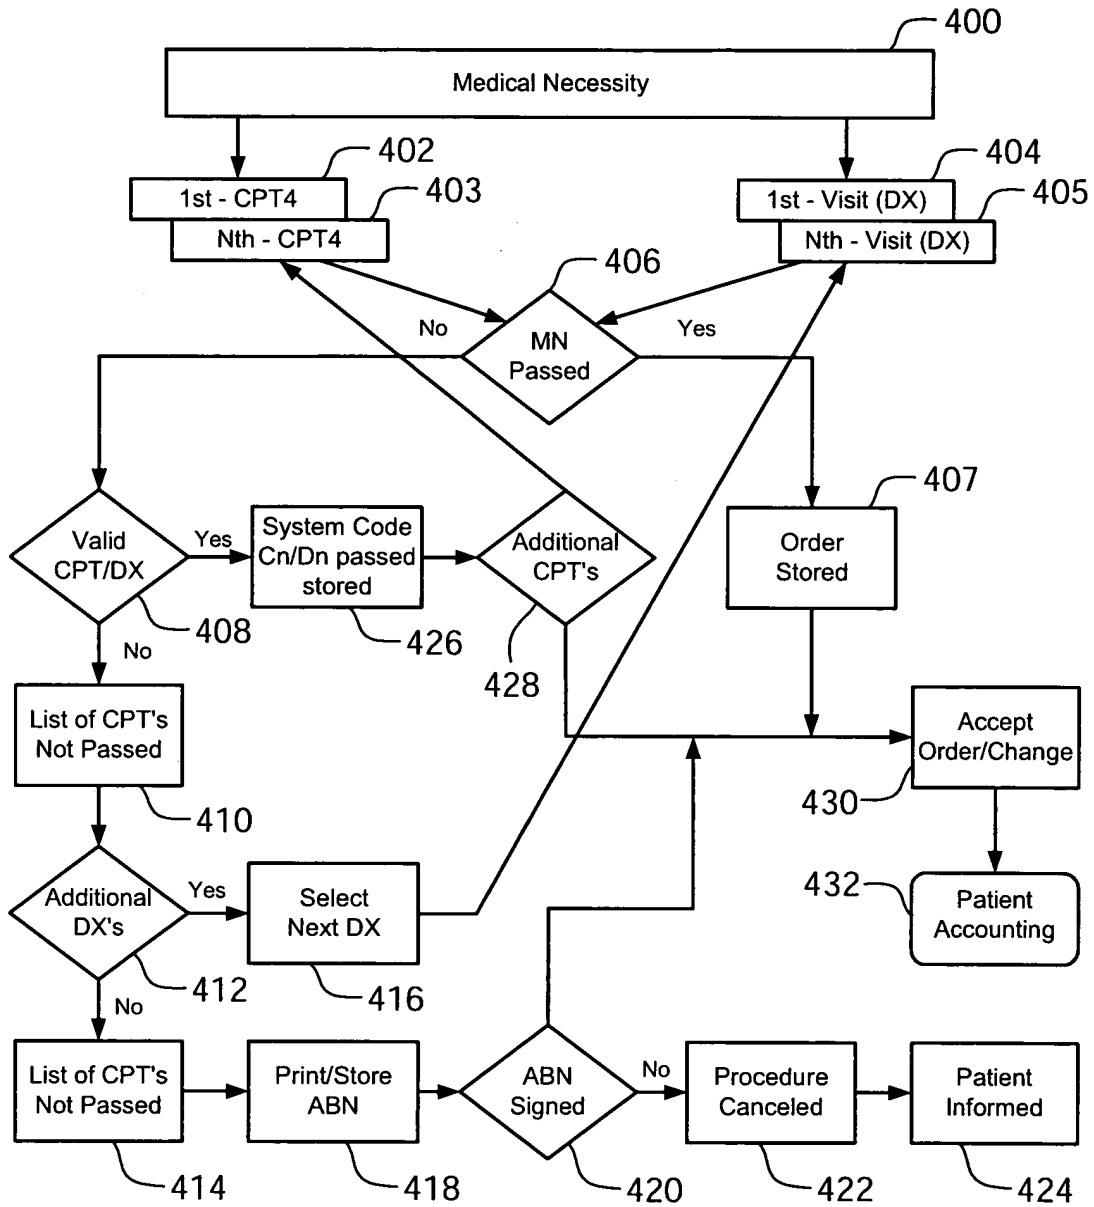 400
Medical Necessity
402
404
403
405
1st - CPT4
Nth - CPT4
1st - Visit (DX)
Nth - Visit (DX)
406
No
Yes
MN
Passed
407
Valid
CPT/DX
Yes
System Code
Cn/Dn passed
stored
Additional
CPT's
Order
Stored
408
426
428
No
List of CPT's
Not Passed
Accept
Order/Change
410
430
Additional
DX's
Yes
Select
Next DX
432
Patient
Accounting
412
416
No
List of CPT's
Not Passed
Print/Store
ABN
ABN
Signed
No
Procedure
Canceled
Patient
Informed
414
418
420
422
424